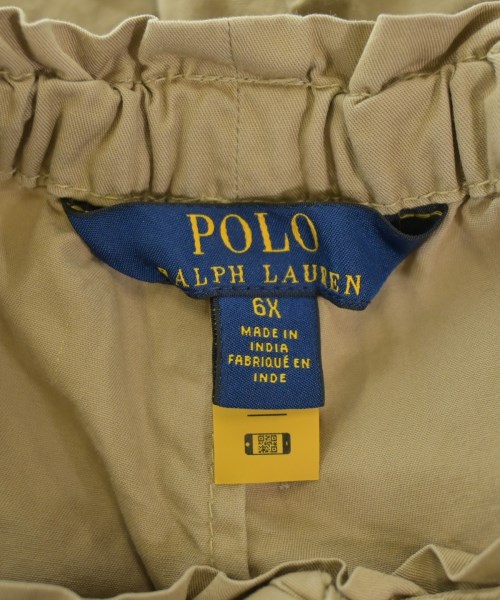 POLO
RALPH LAUREN
6X
MADE IN
INDIA
FABRIQUÉ EN
INDE